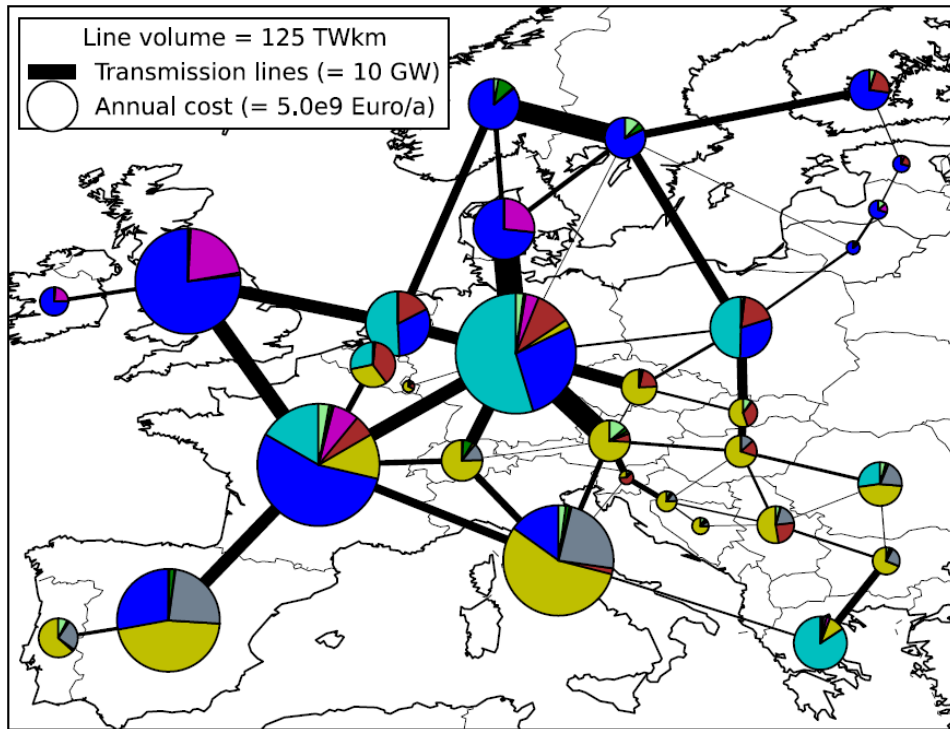 Line volume = 125 TWkm
Transmission lines (= 10 GW)
Annual cost (= 5.0e9 Euro/a)